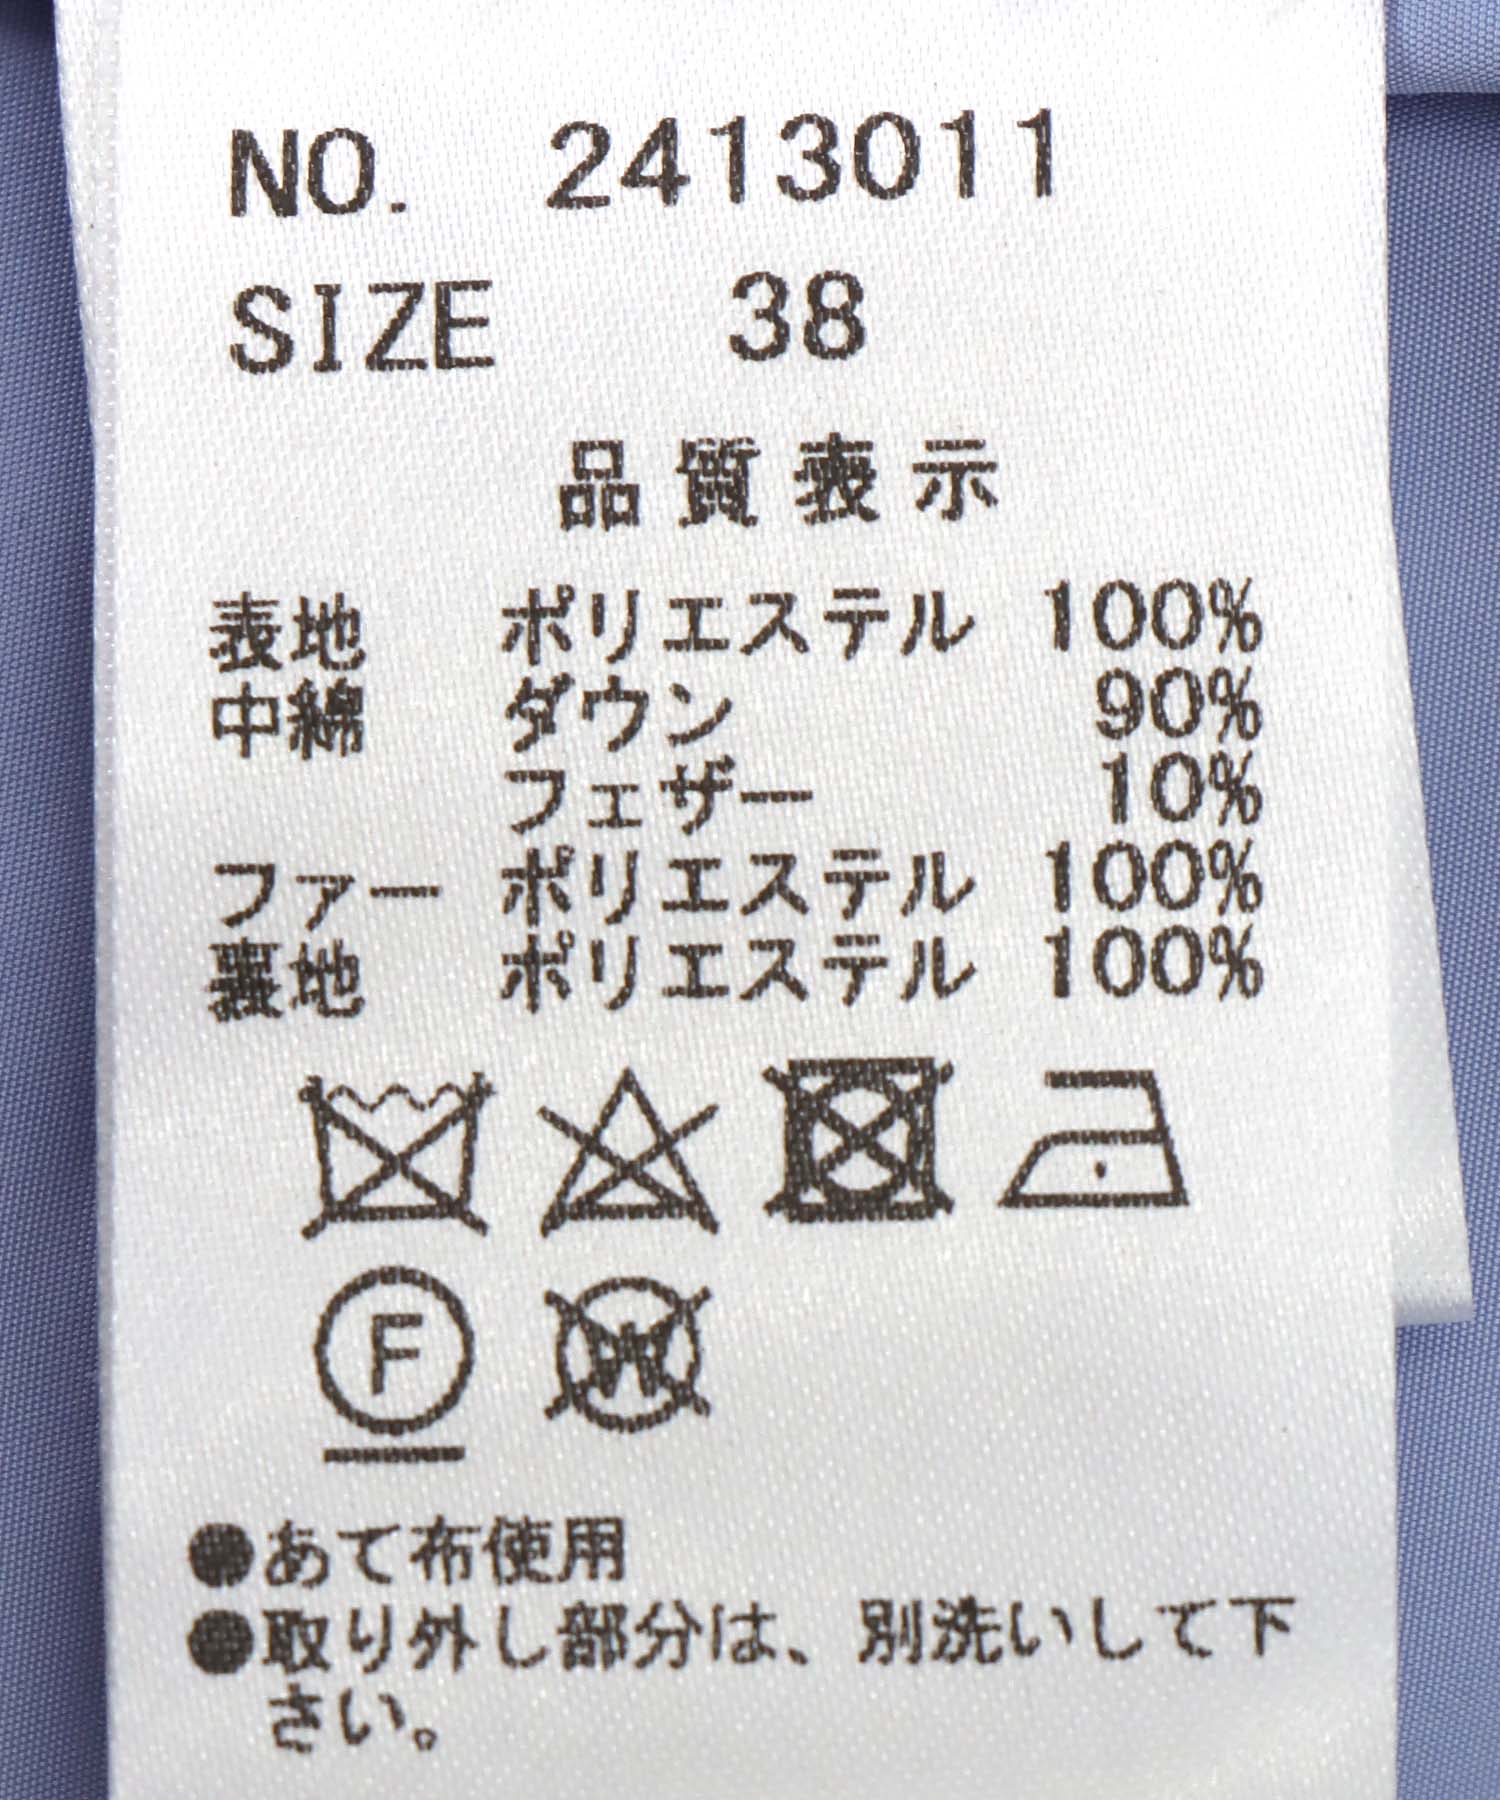 NO. 2413011
SIZE 38
品質表示
表地 ポリエステル 100%
中綿 ダウン 90%
フェザー 10%
ファー ポリエステル 100%
裏地 ポリエステル 100%
F W
●あて布使用
●取り外し部分は、別洗いして下
さい。